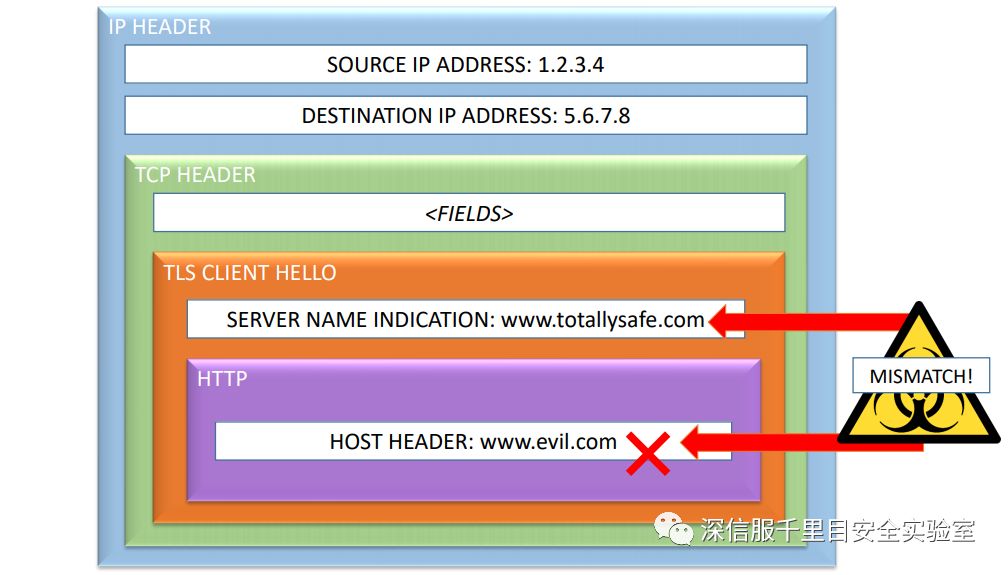 IP HEADER
SOURCE IP ADDRESS: 1.2.3.4
DESTINATION IP ADDRESS: 5.6.7.8
TCP HEADER
<FIELDS>
TLS CLIENT HELLO
SERVER NAME INDICATION: www.totallysafe.com
MISMATCH!
HTTP
HOST HEADER: www.evil.com
深信服千里目安全实验室